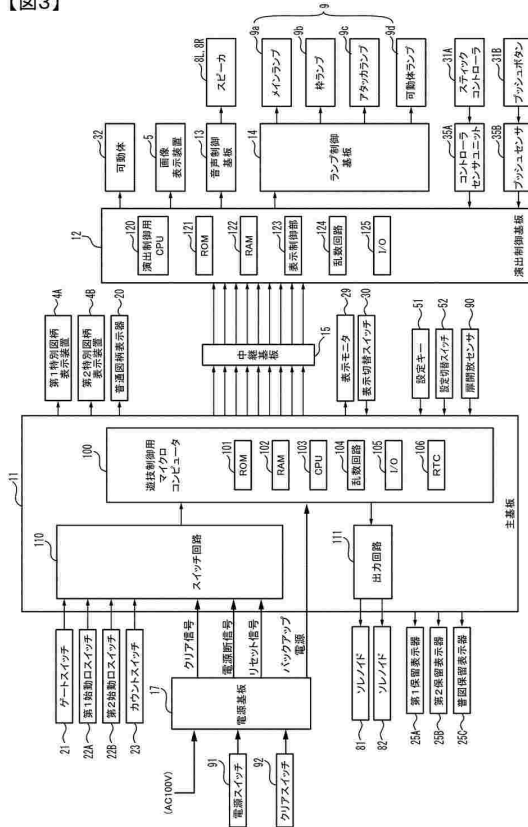 【図3】
8L, 8R
スピーカ
9
9a
メインランプ
9b
枠ランプ
9c
アタッカランプ
9d
可動体ランプ
31A
スティック
コントローラ
31B
プッシュボタン
32
可動体
5
画像
表示装置
13
音声制御
基板
14
ランプ制御
基板
35A
コントローラ
センサユニット
35B
プッシュセンサ
12
120
演出制御用
CPU
121
ROM
122
RAM
123
表示制御部
124
乱数回路
125
I/O
演出制御基板
4A
第1特別図柄
表示装置
4B
第2特別図柄
表示装置
20
普通図柄表示器
中継
基板
15
29
表示モニタ
30
表示切替スイッチ
51
設定キー
52
設定切替スイッチ
90
扉開放センサ
11
100
遊技制御用
マイクロ
コンピュータ
101
ROM
102
RAM
103
CPU
104
乱数回路
105
I/O
106
RTC
主基板
110
スイッチ回路
111
出力回路
クリア信号
電源断信号
リセット信号
バックアップ
電源
ゲートスイッチ
21
第1始動口スイッチ
22A
第2始動口スイッチ
22B
カウントスイッチ
23
17
電源基板
(AC100V)
91
電源スイッチ
92
クリアスイッチ
ソレノイド
81
ソレノイド
82
第1保留表示器
25A
第2保留表示器
25B
普図保留表示器
25C